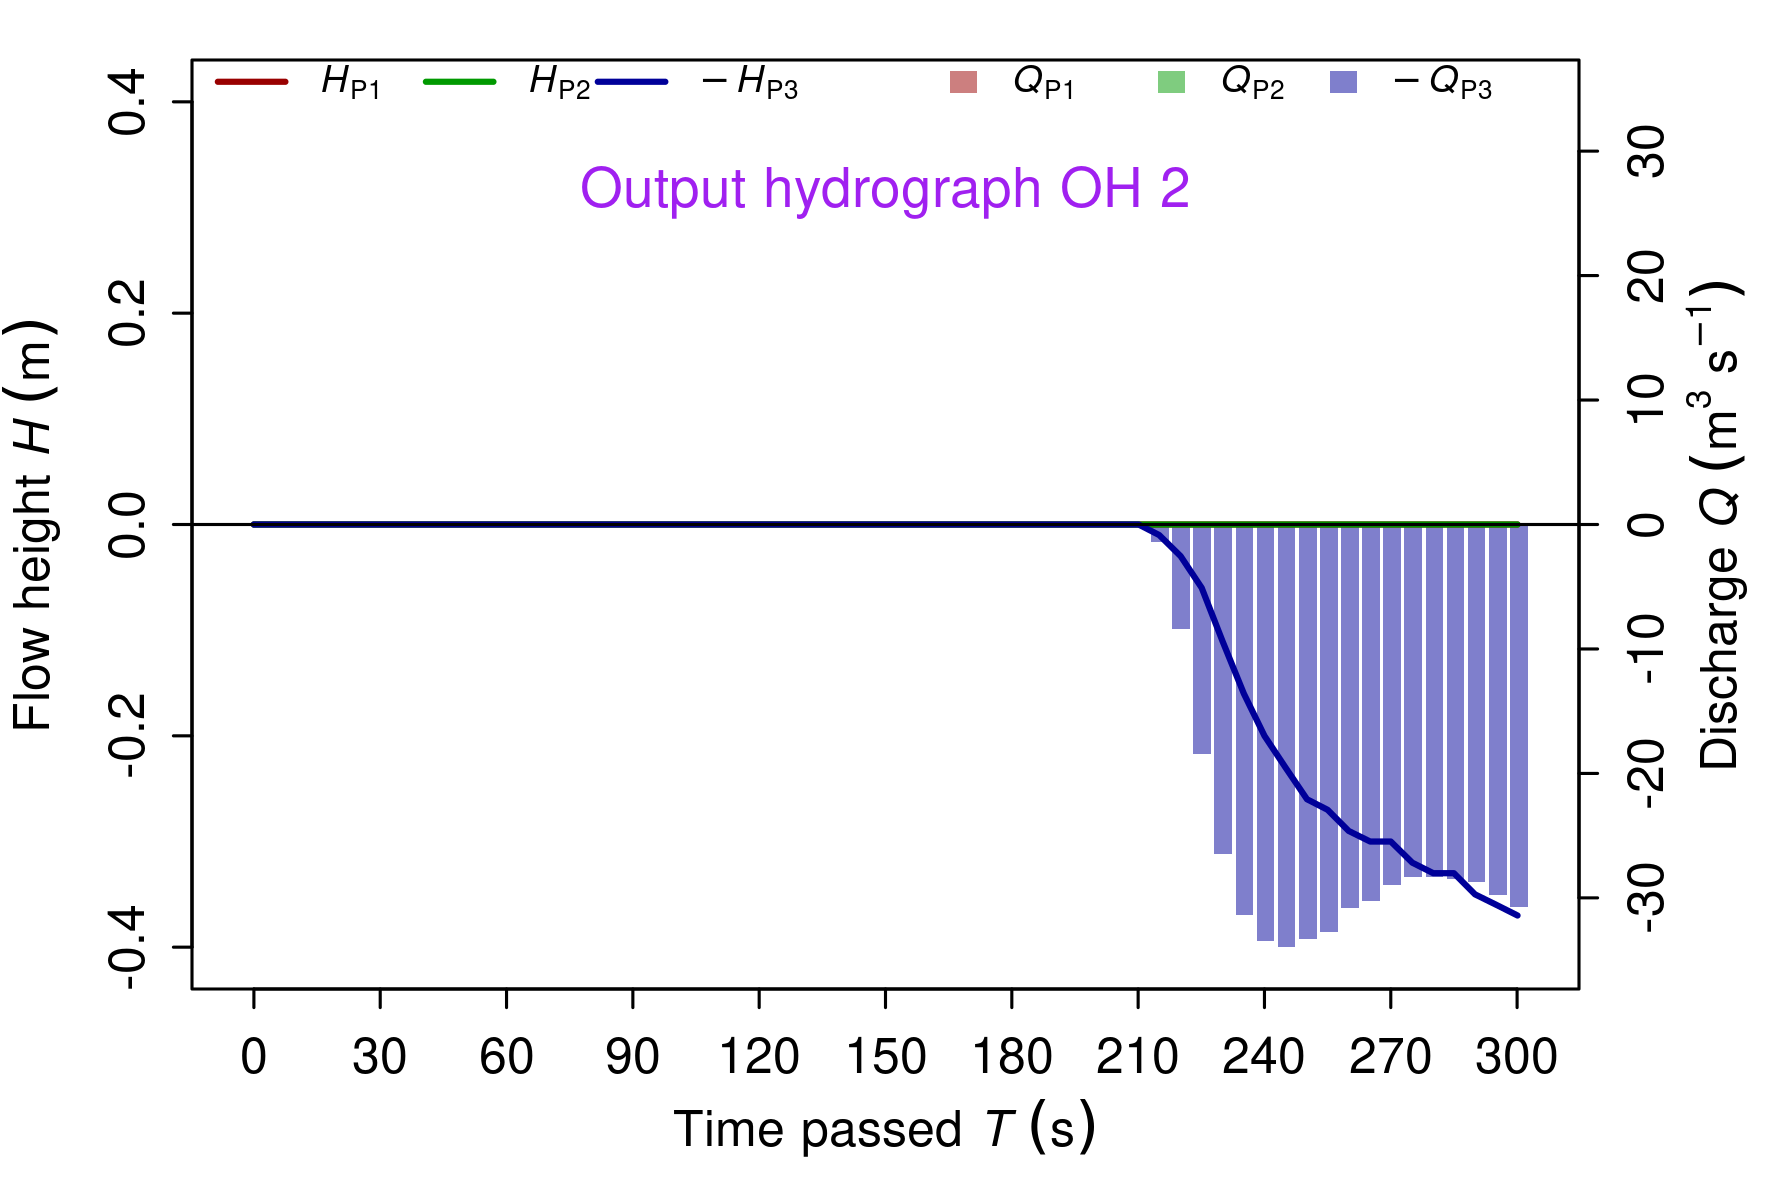 H_P1 H_P2 −H_P3 Q_P1 Q_P2 −Q_P3
Output hydrograph OH 2
Flow height H (m)
0.4
0.2
0.0
-0.2
-0.4
30
20
10
0
-10
-20
-30
Discharge Q (m³ s⁻¹)
0 30 60 90 120 150 180 210 240 270 300
Time passed T (s)